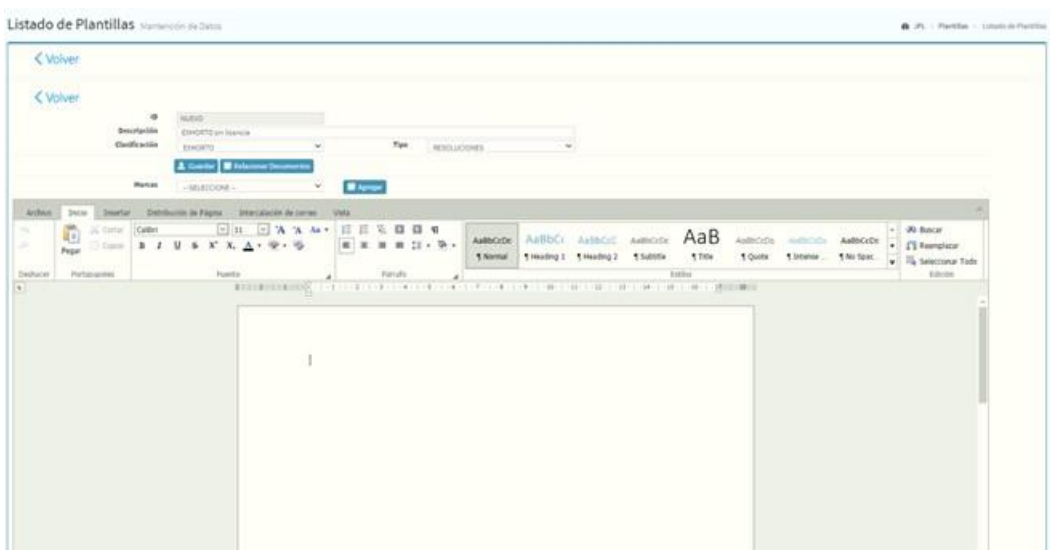 Listado de Plantillas Mantención de Datos
JPL Plantillas Listado de Plantillas
Volver
Volver
ID NUEVO
Descripción EXHORTO sin licencia
Clasificación EXHORTO Tipo RESOLUCIONES
Guardar Relacionar Documentos
Marcas -- SELECCIONE -- Agregar
Archivo Inicio Insertar Distribución de Página Intercalación de correo Vista
Pegar Cortar Copiar
Calibri 11
AaBbCcDc AaBbCc AaBbCcC AaBbCcDc AaB AaBbCcDc AaBbCcDc AaBbCcDc
Normal Heading 1 Heading 2 Subtitle Title Quote Intense ... No Spac...
Buscar
Reemplazar
Seleccionar Todo
Deshacer Portapapeles Fuente Párrafo Estilos Edición